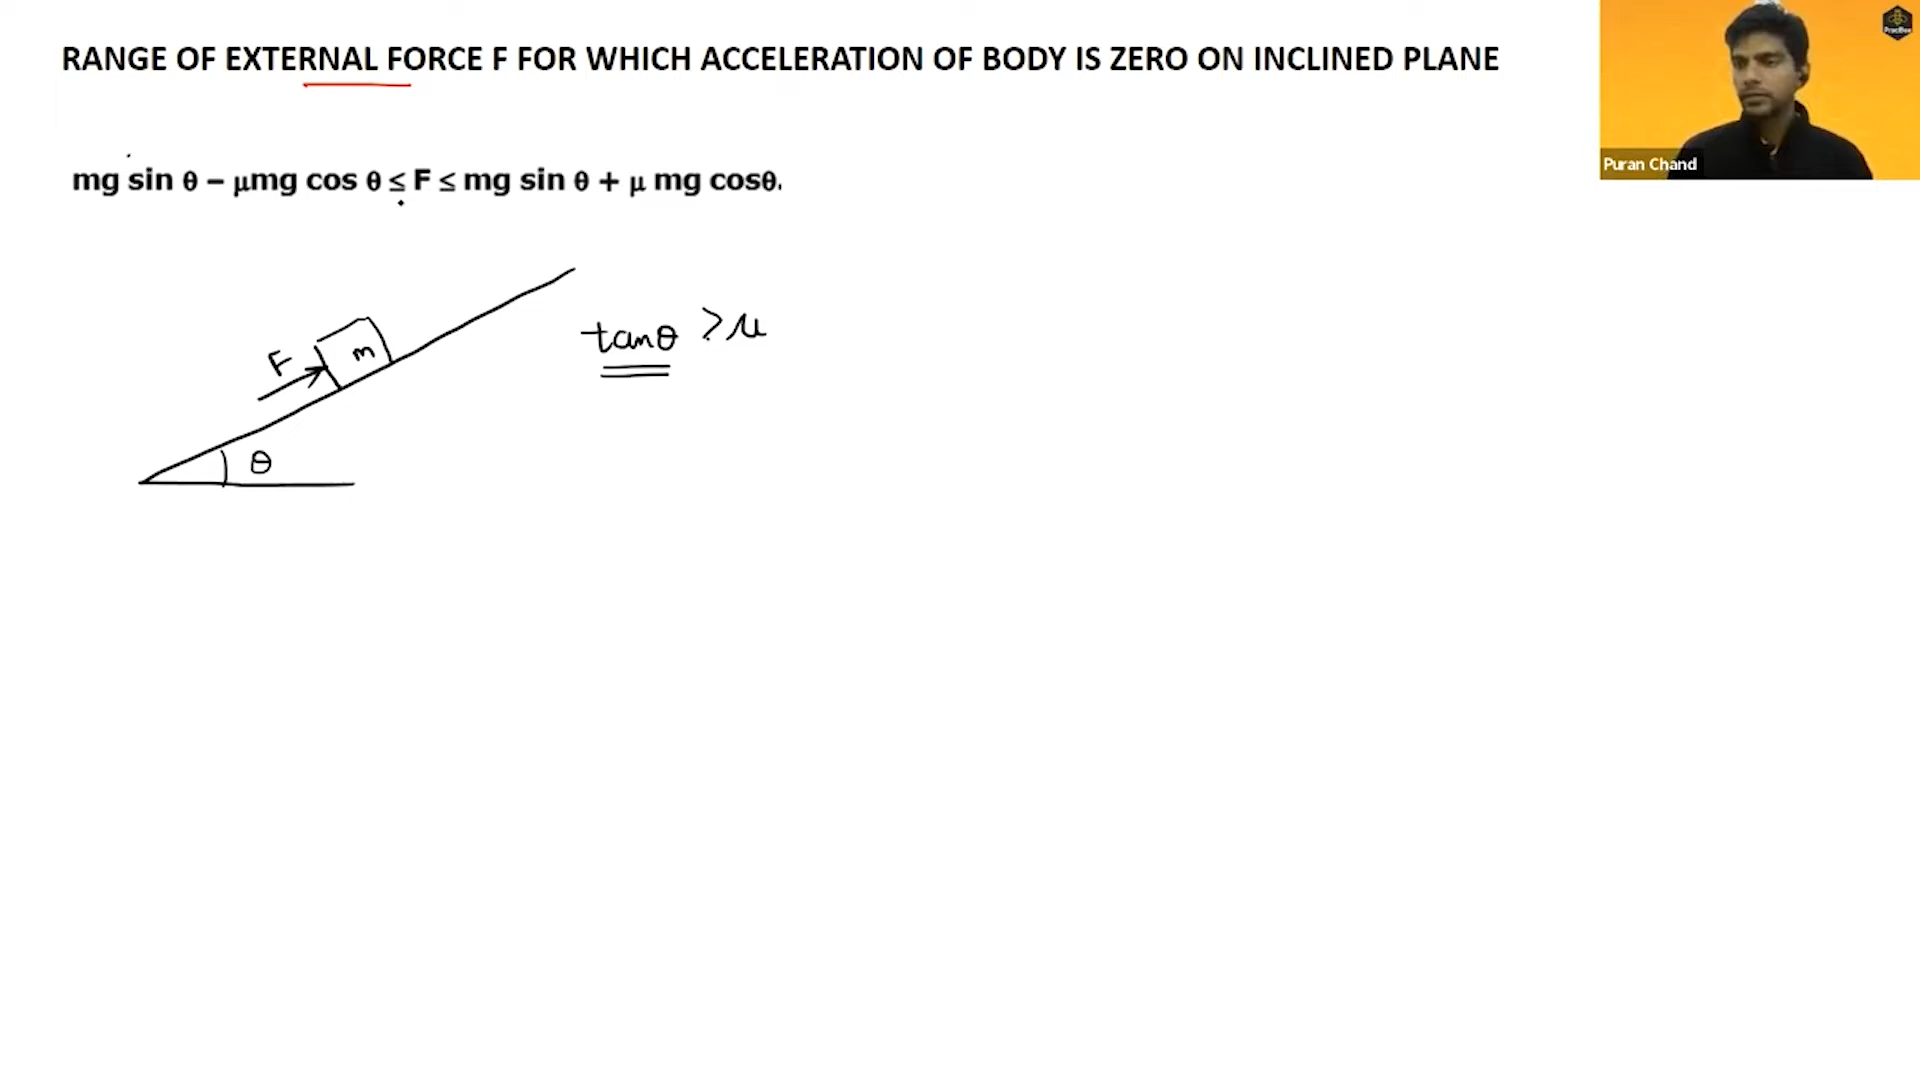 RANGE OF EXTERNAL FORCE F FOR WHICH ACCELERATION OF BODY IS ZERO ON INCLINED PLANE
Puran Chand
mg sin θ – μmg cos θ ≤ F ≤ mg sin θ + μ mg cosθ.
tanθ > μ
F
m
θ